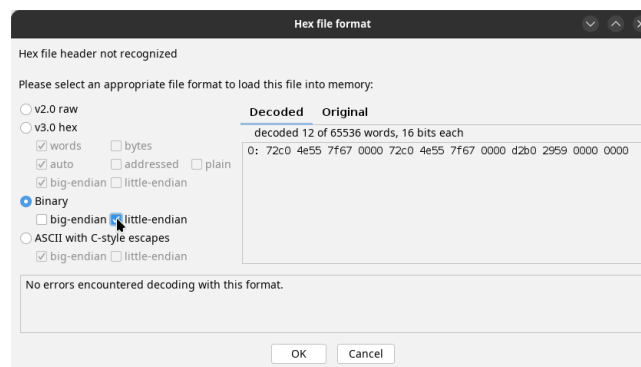 Hex file format
Hex file header not recognized
Please select an appropriate file format to load this file into memory:
v2.0 raw
v3.0 hex
words bytes
auto addressed plain
big-endian little-endian
Binary
big-endian little-endian
ASCII with C-style escapes
big-endian little-endian
Decoded Original
decoded 12 of 65536 words, 16 bits each
0: 72c0 4e55 7f67 0000 72c0 4e55 7f67 0000 d2b0 2959 0000 0000
No errors encountered decoding with this format.
OK Cancel